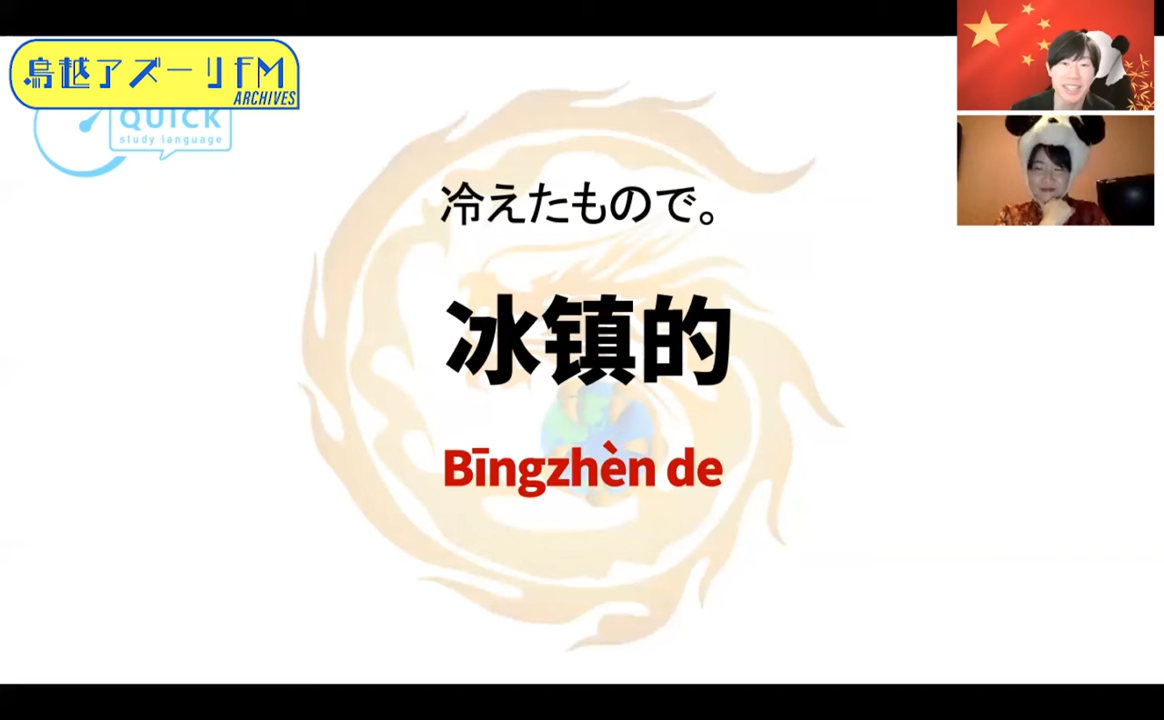 鳥越アズーリFM
ARCHIVES
QUICK
study language
冷えたもので。
冰镇的
Bīngzhèn de